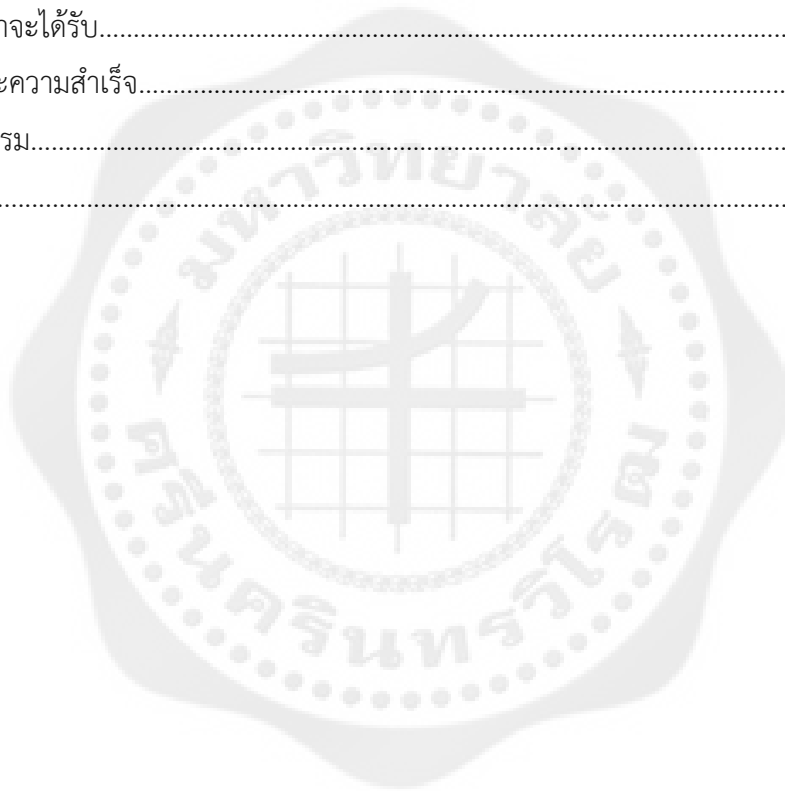 าจะได้รับ................................................................................................
ะความสำเร็จ................................................................................................
รม................................................................................................
................................................................................................
มหาวิทยาลัย
ศรีนครินทรวิโรฒ